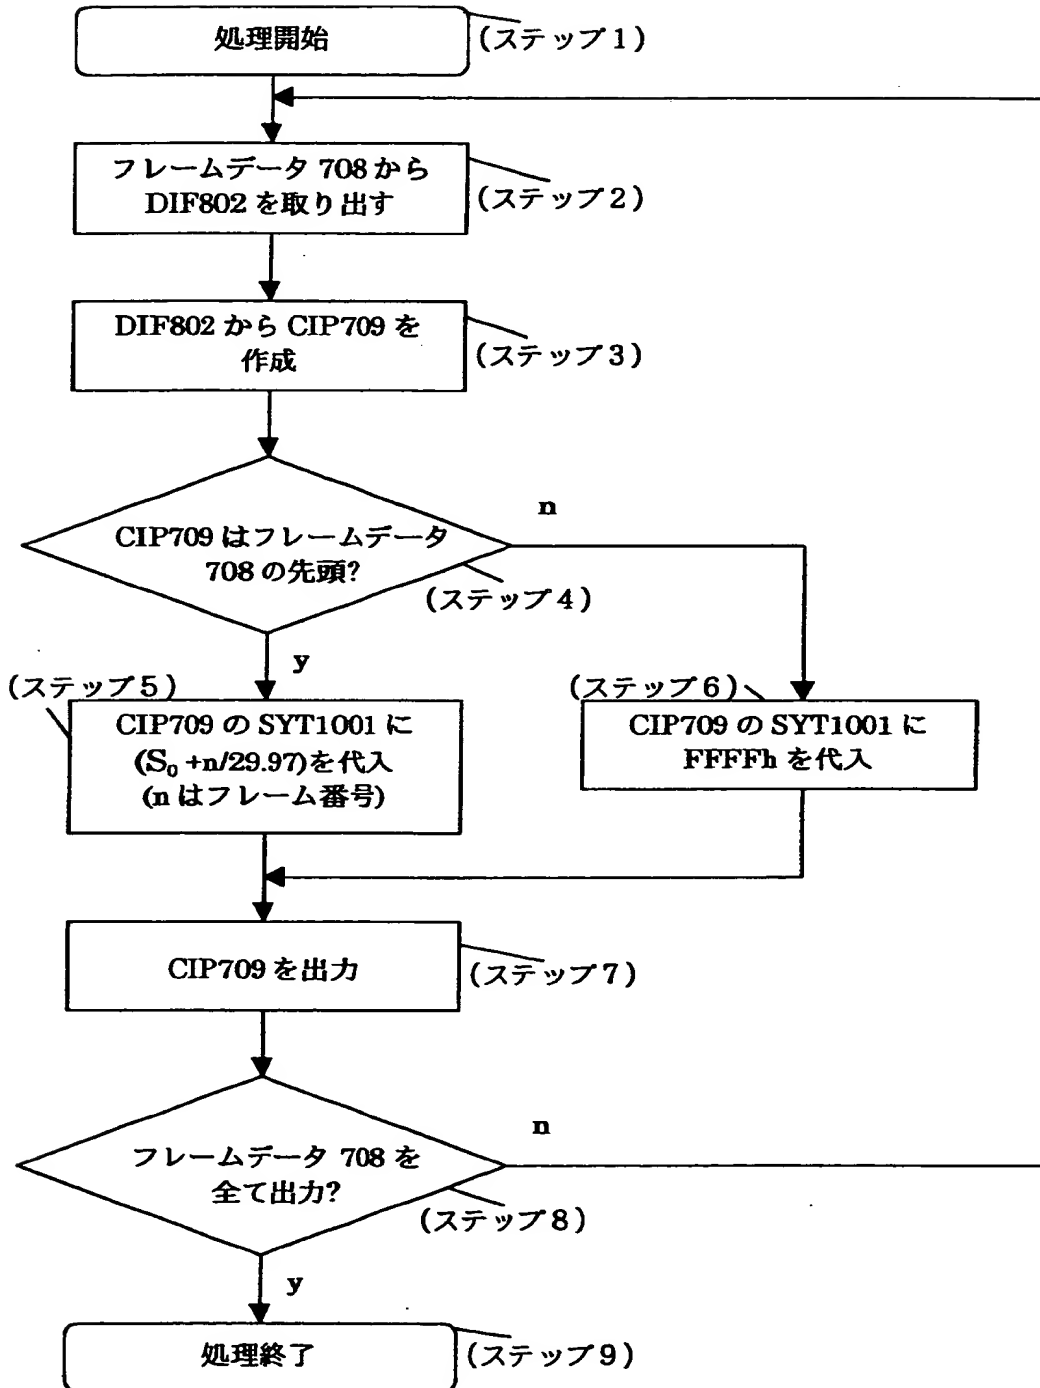 処理開始
(ステップ1)
フレームデータ 708 から
DIF802 を取り出す
(ステップ2)
DIF802 から CIP709 を
作成
(ステップ3)
n
CIP709 はフレームデータ
708 の先頭?
(ステップ4)
y
(ステップ5)
CIP709 の SYT1001 に
(S₀ +n/29.97)を代入
(n はフレーム番号)
(ステップ6)
CIP709 の SYT1001 に
FFFFh を代入
CIP709 を出力
(ステップ7)
n
フレームデータ 708 を
全て出力?
(ステップ8)
y
処理終了
(ステップ9)